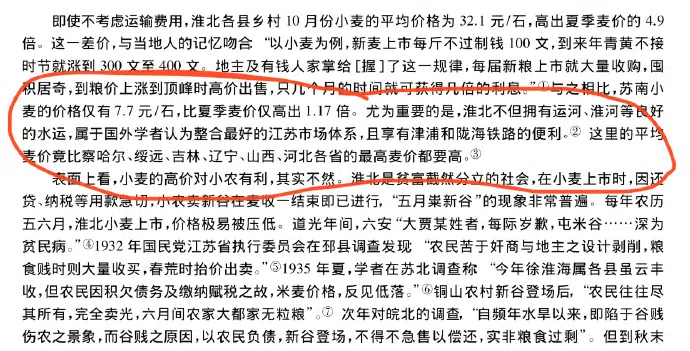 即使不考虑运输费用，淮北各县乡村 10 月份小麦的平均价格为 32.1 元/石，高出夏季麦价的 4.9
倍。这一差价，与当地人的记忆吻合：“以小麦为例，新麦上市每斤不过制钱 100 文，到来年青黄不接
时节就涨到 300 文至 400 文。地主及有钱人家掌给[握]了这一规律，每届新粮上市就大量收购，囤
积居奇，到粮价上涨到顶峰时高价出售，只几个月的时间就可获得几倍的利息。”①与之相比，苏南小
麦的价格仅有 7.7 元/石，比夏季麦价仅高出 1.17 倍。尤为重要的是，淮北不但拥有运河、淮河等良好
的水运，属于国外学者认为整合最好的江苏市场体系，且享有津浦和陇海铁路的便利。② 这里的平均
麦价竟比察哈尔、绥远、吉林、辽宁、山西、河北各省的最高麦价都要高。③
表面上看，小麦的高价对小农有利，其实不然。淮北是贫富截然分立的社会，在小麦上市时，因还
贷、纳税等用款急切，小农卖新谷在麦收一结束即已进行，“五月粜新谷”的现象非常普遍。每年农历
五六月，淮北小麦上市，价格极易被压低。道光年间，六安“大贾某姓者，每际岁歉，屯米谷……深为
贫民病。”④1932 年国民党江苏省执行委员会在邳县调查发现：“农民苦于奸商与地主之设计剥削，粮
食贱时则大量收买，春荒时抬价出卖。”⑤1935 年夏，学者在苏北调查称：“今年徐淮海属各县虽云丰
收，但农民因积欠债务及缴纳赋税之故，米麦价格，反见低落。”⑥铜山农村新谷登场后，“农民往往尽
其所有，完全卖光，六月间农家大都家无粒粮”。⑦ 次年对皖北的调查，“自频年水旱以来，即陷于谷贱
伤农之景象，而谷贱之原因，以农民负债，新谷登场，不得不急售以偿还，实非粮食过剩”。但到秋末